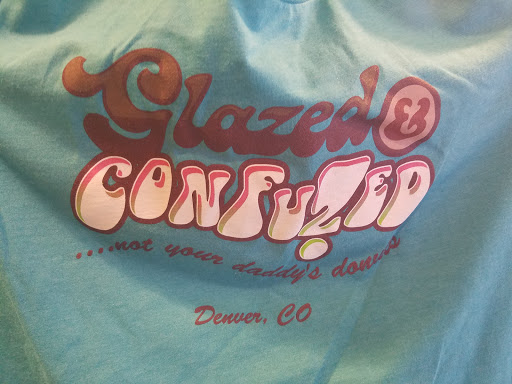 Glazed &
CONFUZED
....not your daddy's donuts
Denver, CO